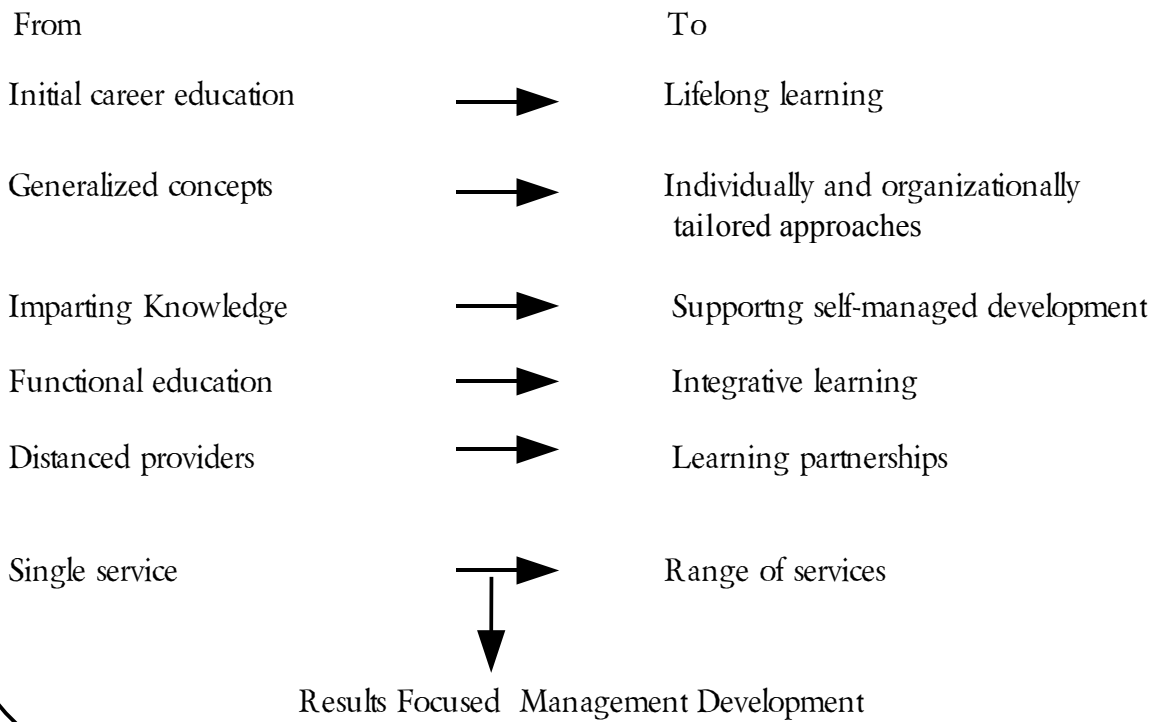 From To
Initial career education Lifelong learning
Generalized concepts Individually and organizationally
tailored approaches
Imparting Knowledge Supportng self-managed development
Functional education Integrative learning
Distanced providers Learning partnerships
Single service Range of services
Results Focused Management Development